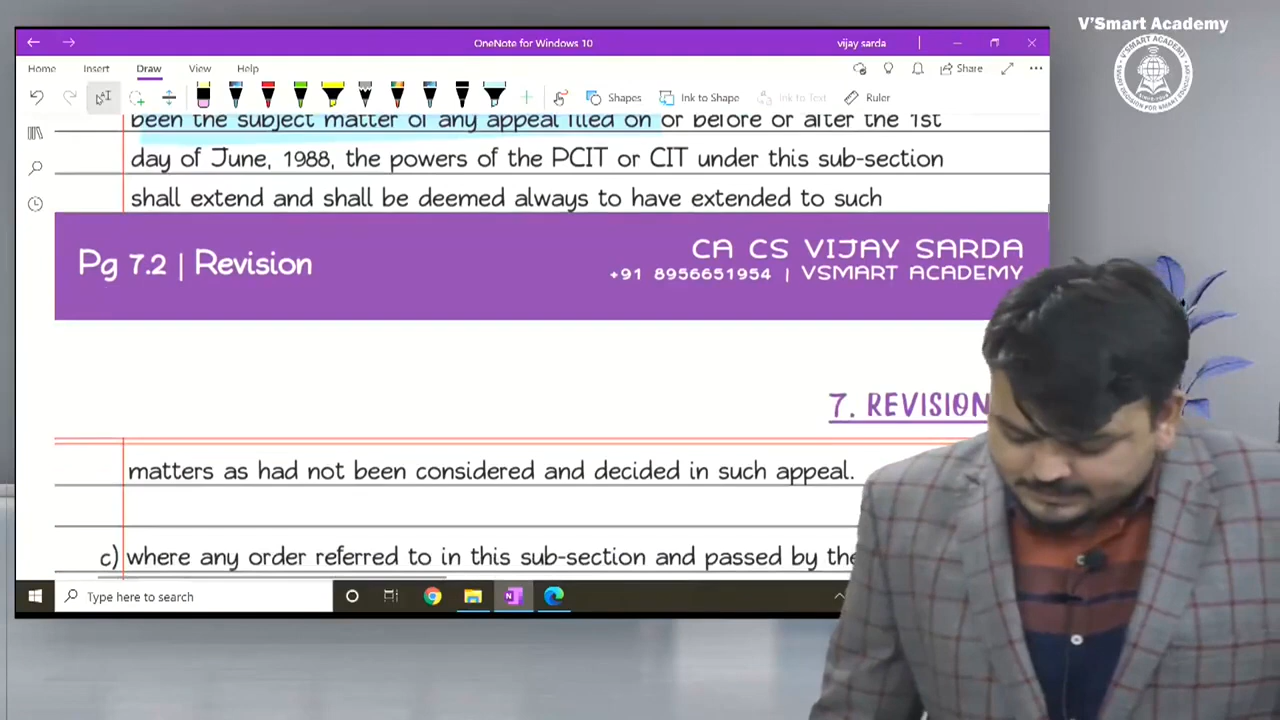 V'Smart Academy
OneNote for Windows 10
vijay sarda
Home Insert Draw View Help
Share
Shapes Ink to Shape Ink to Text Ruler
been the subject matter of any appeal filed on or before or after the 1st
day of June, 1988, the powers of the PCIT or CIT under this sub-section
shall extend and shall be deemed always to have extended to such
Pg 7.2 | Revision
CA CS VIJAY SARDA
+91 8956651954 | VSMART ACADEMY
7. REVISION
matters as had not been considered and decided in such appeal.
c) where any order referred to in this sub-section and passed by the
Type here to search